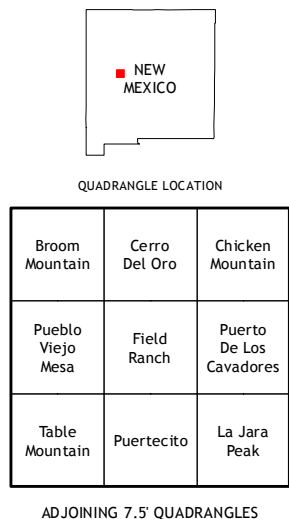 NEW
MEXICO
QUADRANGLE LOCATION
Broom
Mountain
Cerro
Del Oro
Chicken
Mountain
Pueblo
Viejo
Mesa
Field
Ranch
Puerto
De Los
Cavadores
Table
Mountain
Puertecito
La Jara
Peak
ADJOINING 7.5' QUADRANGLES